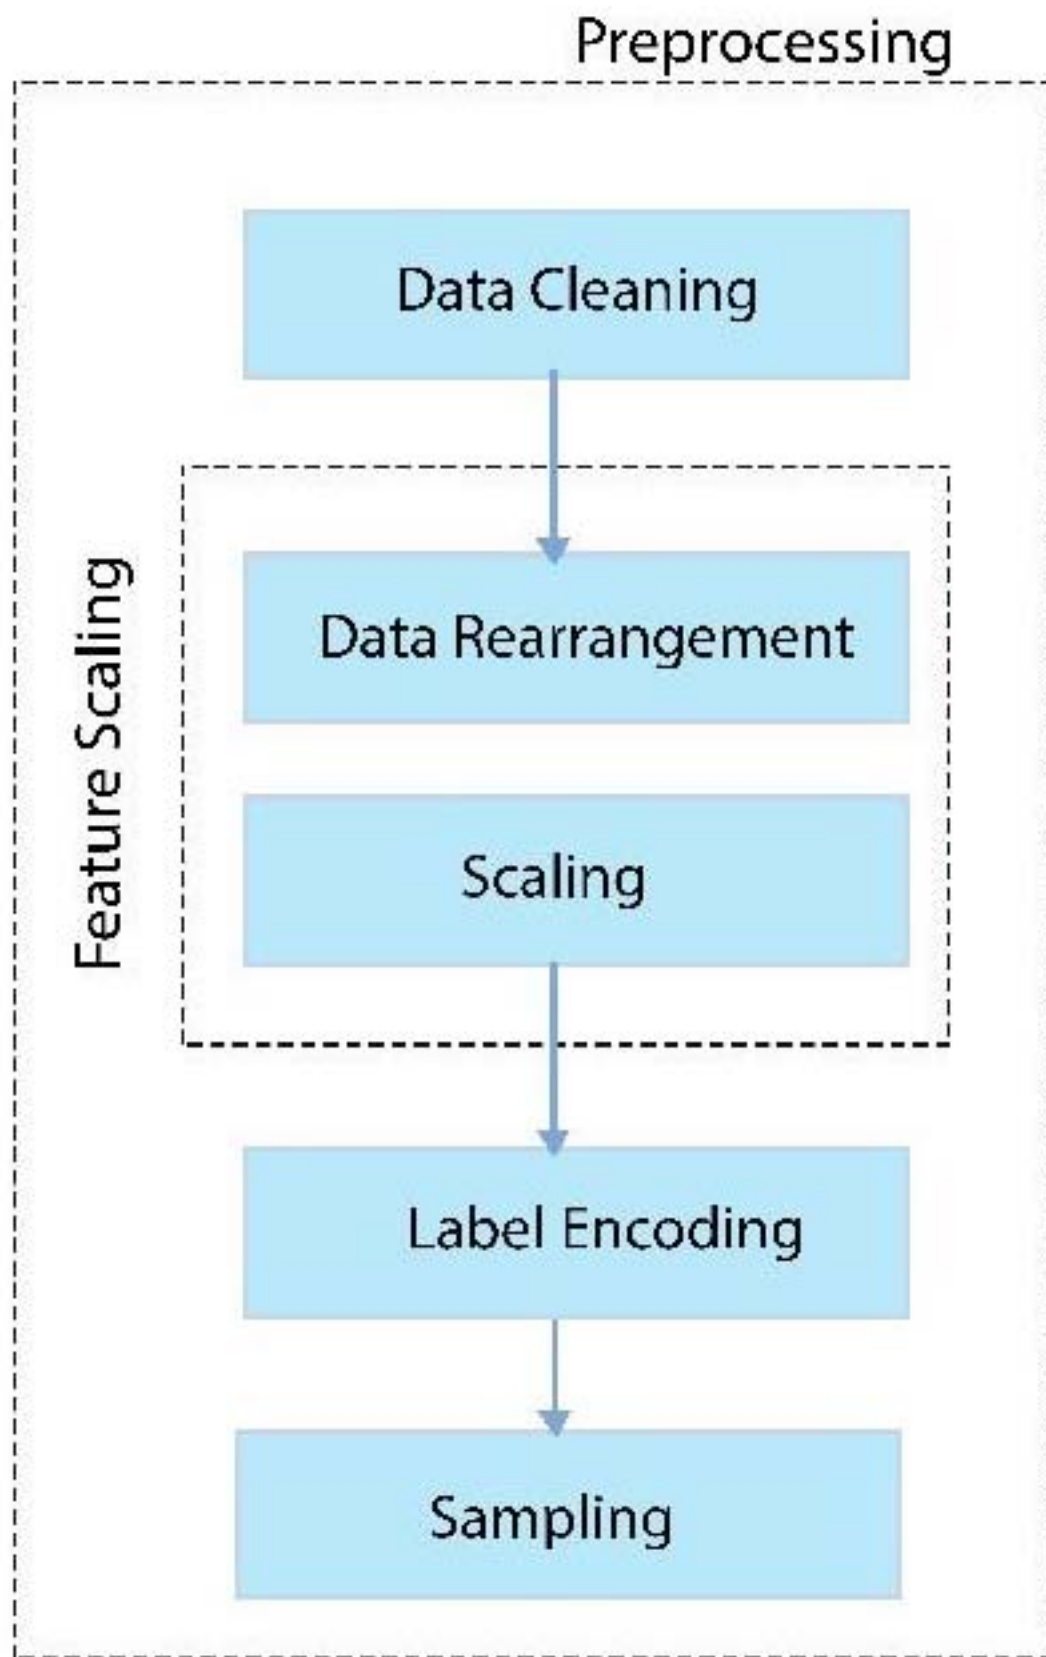 Preprocessing
Data Cleaning
Feature Scaling
Data Rearrangement
Scaling
Label Encoding
Sampling